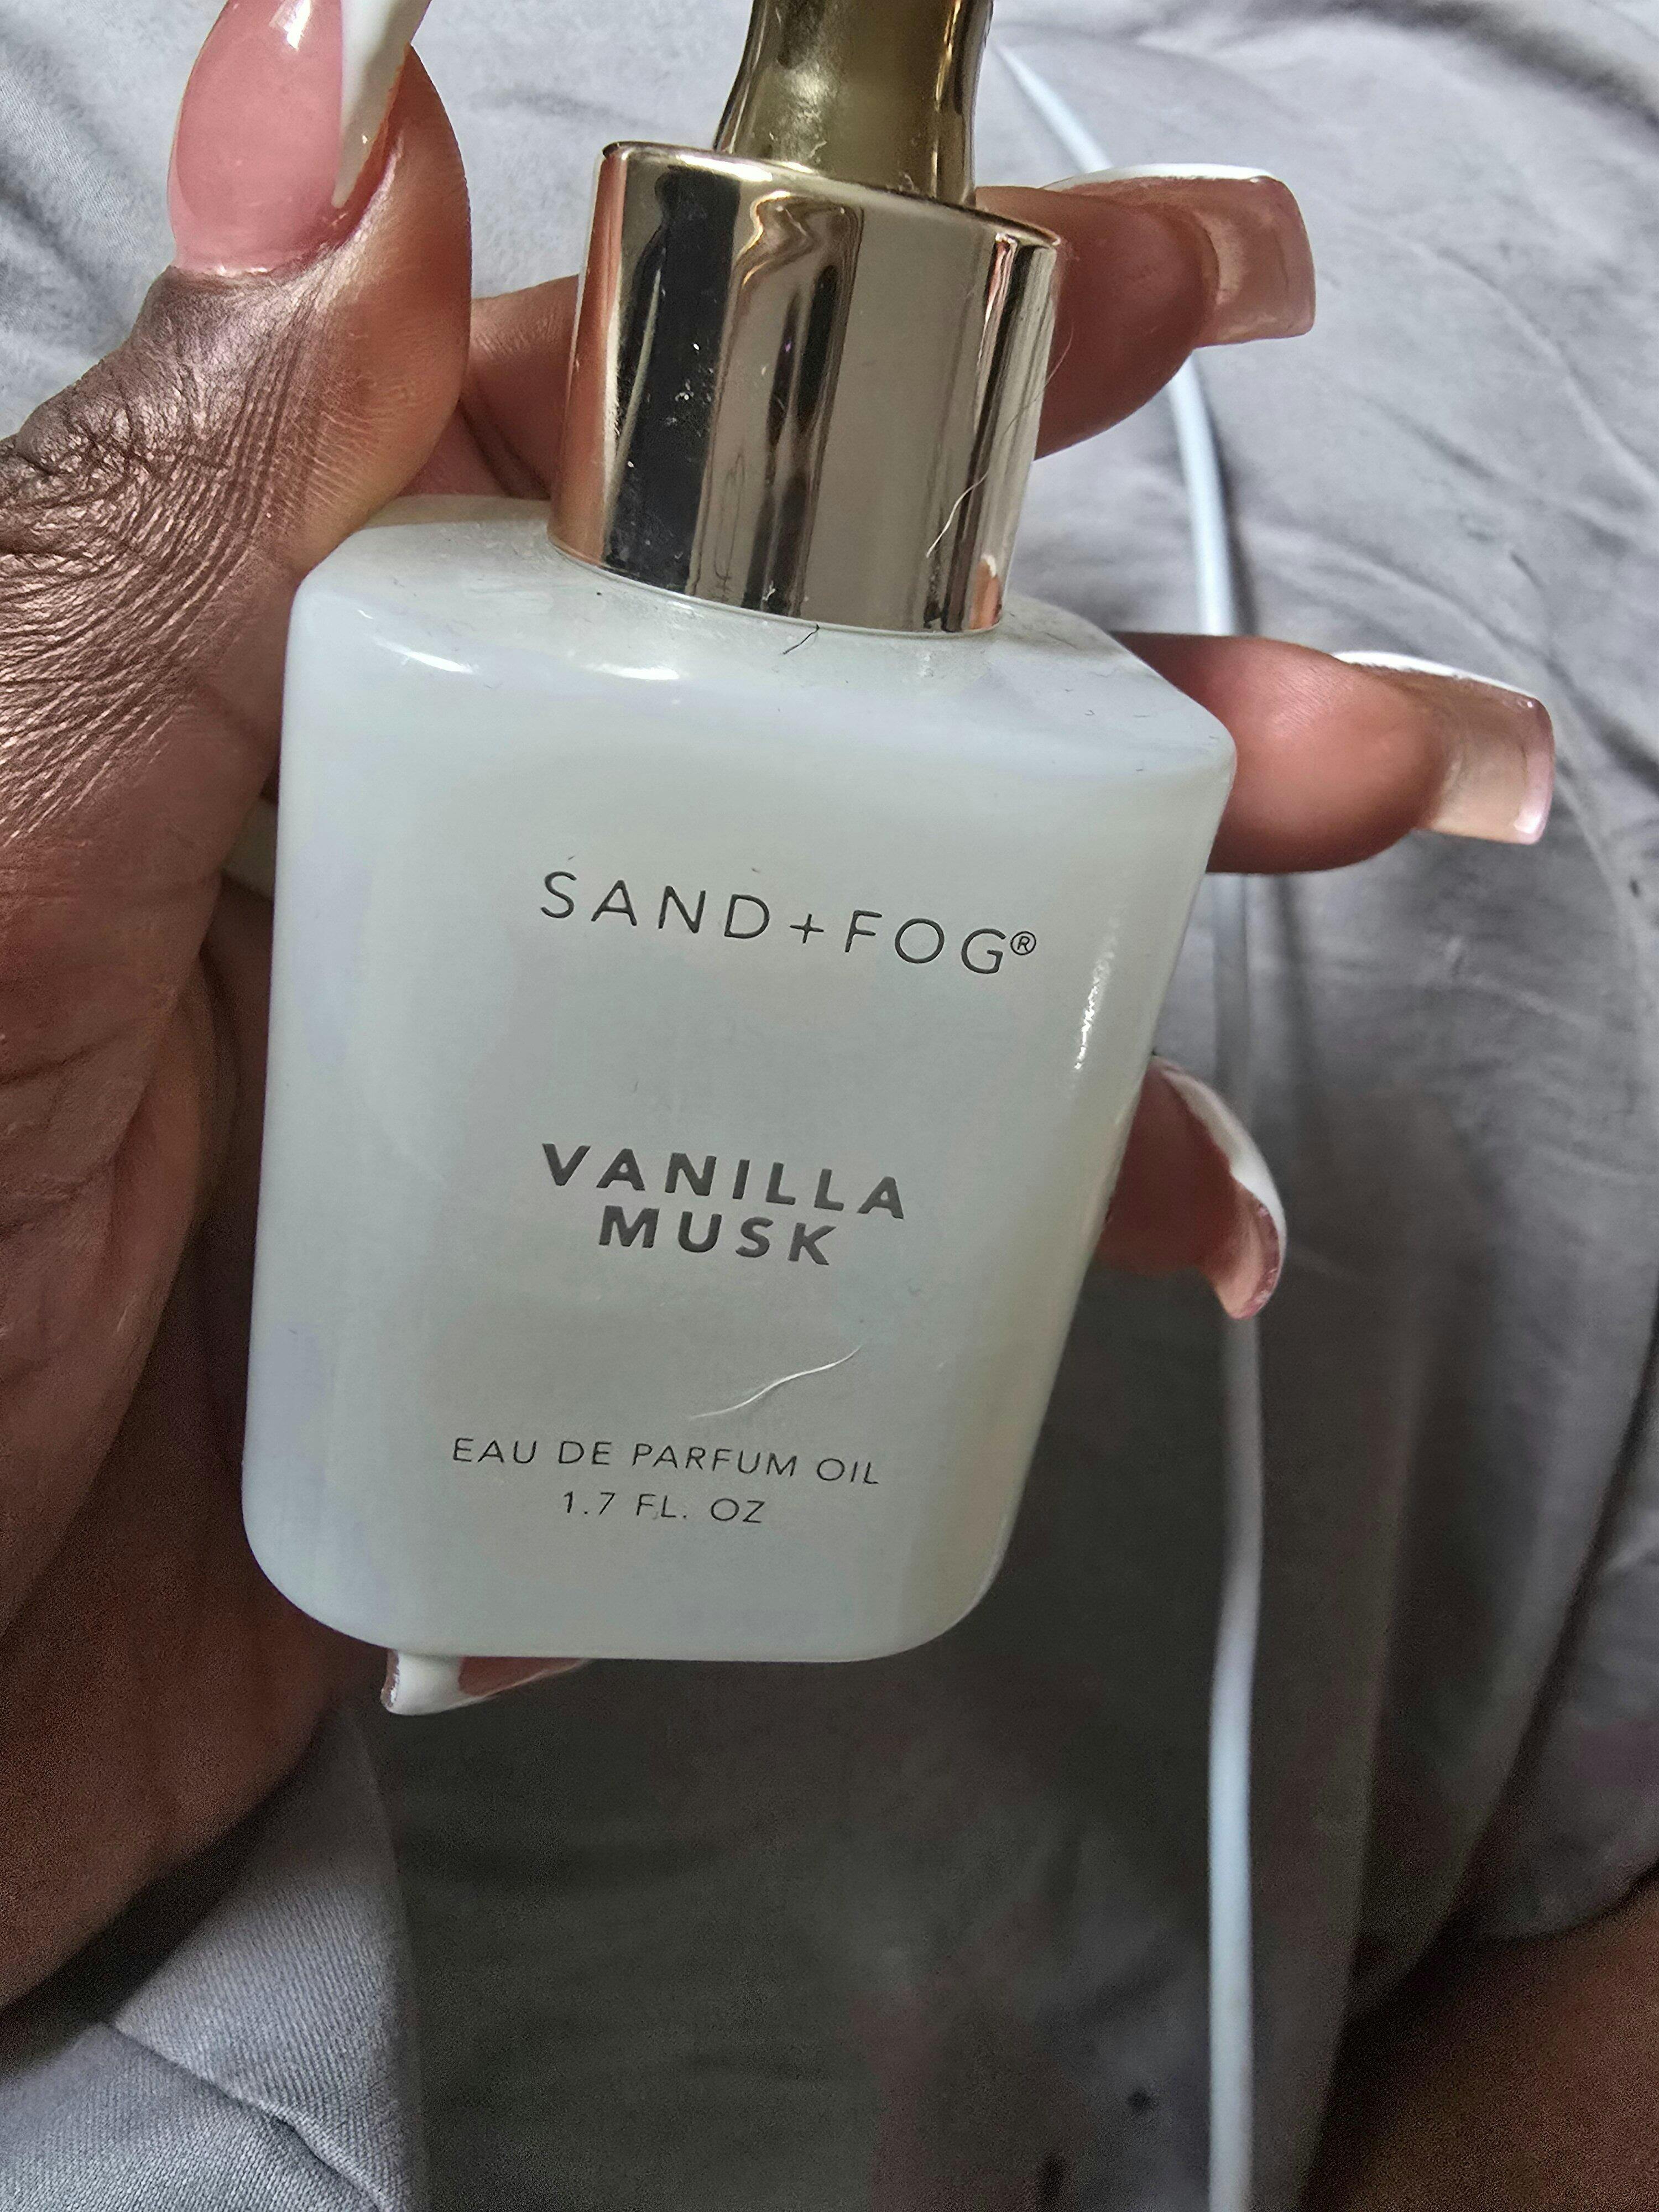 SAND+FOG®
VANILLA
MUSK
EAU DE PARFUM OIL
1.7 FL. OZ